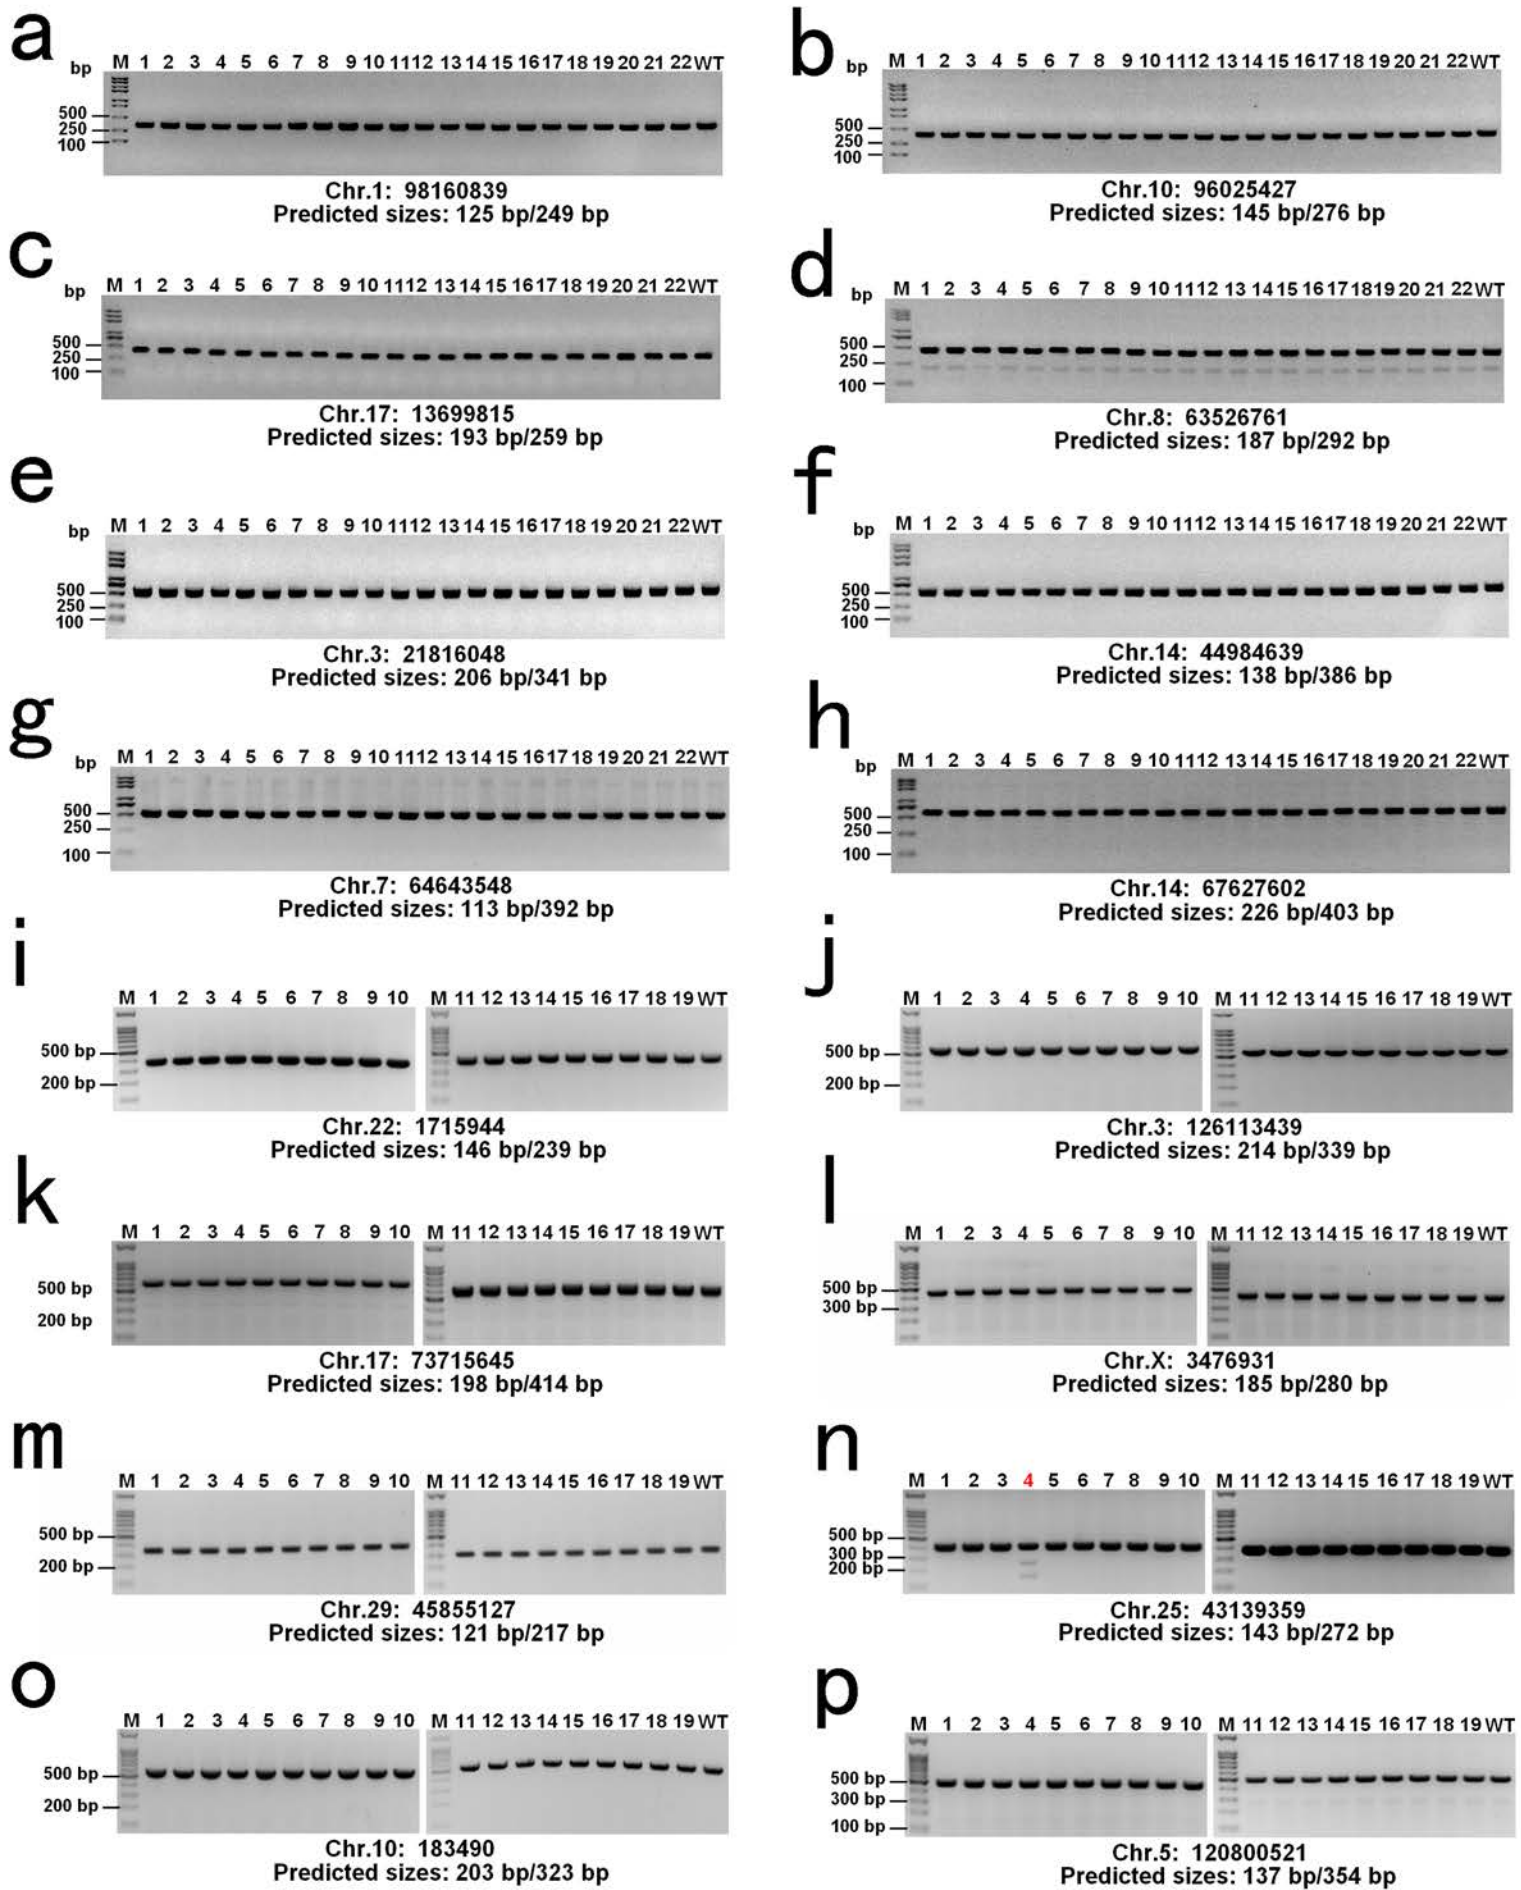 a
b
M 1 2 3 4 5 6 7 8 9 10 11 12 13 14 15 16 17 18 19 20 21 22 WT
bp
500
250
100
Chr.1: 98160839
Predicted sizes: 125 bp/249 bp
M 1 2 3 4 5 6 7 8 9 10 11 12 13 14 15 16 17 18 19 20 21 22 WT
bp
500
250
100
Chr.10: 96025427
Predicted sizes: 145 bp/276 bp
c
d
M 1 2 3 4 5 6 7 8 9 10 11 12 13 14 15 16 17 18 19 20 21 22 WT
bp
500
250
100
Chr.17: 13699815
Predicted sizes: 193 bp/259 bp
M 1 2 3 4 5 6 7 8 9 10 11 12 13 14 15 16 17 18 19 20 21 22 WT
bp
500
250
100
Chr.8: 63526761
Predicted sizes: 187 bp/292 bp
e
f
M 1 2 3 4 5 6 7 8 9 10 11 12 13 14 15 16 17 18 19 20 21 22 WT
bp
500
250
100
Chr.3: 21816048
Predicted sizes: 206 bp/341 bp
M 1 2 3 4 5 6 7 8 9 10 11 12 13 14 15 16 17 18 19 20 21 22 WT
bp
500
250
100
Chr.14: 44984639
Predicted sizes: 138 bp/386 bp
g
h
M 1 2 3 4 5 6 7 8 9 10 11 12 13 14 15 16 17 18 19 20 21 22 WT
bp
500
250
100
Chr.7: 64643548
Predicted sizes: 113 bp/392 bp
M 1 2 3 4 5 6 7 8 9 10 11 12 13 14 15 16 17 18 19 20 21 22 WT
bp
500
250
100
Chr.14: 67627602
Predicted sizes: 226 bp/403 bp
i
j
M 1 2 3 4 5 6 7 8 9 10 M 11 12 13 14 15 16 17 18 19 WT
500 bp
200 bp
Chr.22: 1715944
Predicted sizes: 146 bp/239 bp
M 1 2 3 4 5 6 7 8 9 10 M 11 12 13 14 15 16 17 18 19 WT
500 bp
200 bp
Chr.3: 126113439
Predicted sizes: 214 bp/339 bp
k
l
M 1 2 3 4 5 6 7 8 9 10 M 11 12 13 14 15 16 17 18 19 WT
500 bp
200 bp
Chr.17: 73715645
Predicted sizes: 198 bp/414 bp
M 1 2 3 4 5 6 7 8 9 10 M 11 12 13 14 15 16 17 18 19 WT
500 bp
300 bp
Chr.X: 3476931
Predicted sizes: 185 bp/280 bp
m
n
M 1 2 3 4 5 6 7 8 9 10 M 11 12 13 14 15 16 17 18 19 WT
500 bp
200 bp
Chr.29: 45855127
Predicted sizes: 121 bp/217 bp
M 1 2 3 4 5 6 7 8 9 10 M 11 12 13 14 15 16 17 18 19 WT
500 bp
300 bp
200 bp
Chr.25: 43139359
Predicted sizes: 143 bp/272 bp
o
p
M 1 2 3 4 5 6 7 8 9 10 M 11 12 13 14 15 16 17 18 19 WT
500 bp
200 bp
Chr.10: 183490
Predicted sizes: 203 bp/323 bp
M 1 2 3 4 5 6 7 8 9 10 M 11 12 13 14 15 16 17 18 19 WT
500 bp
300 bp
100 bp
Chr.5: 120800521
Predicted sizes: 137 bp/354 bp